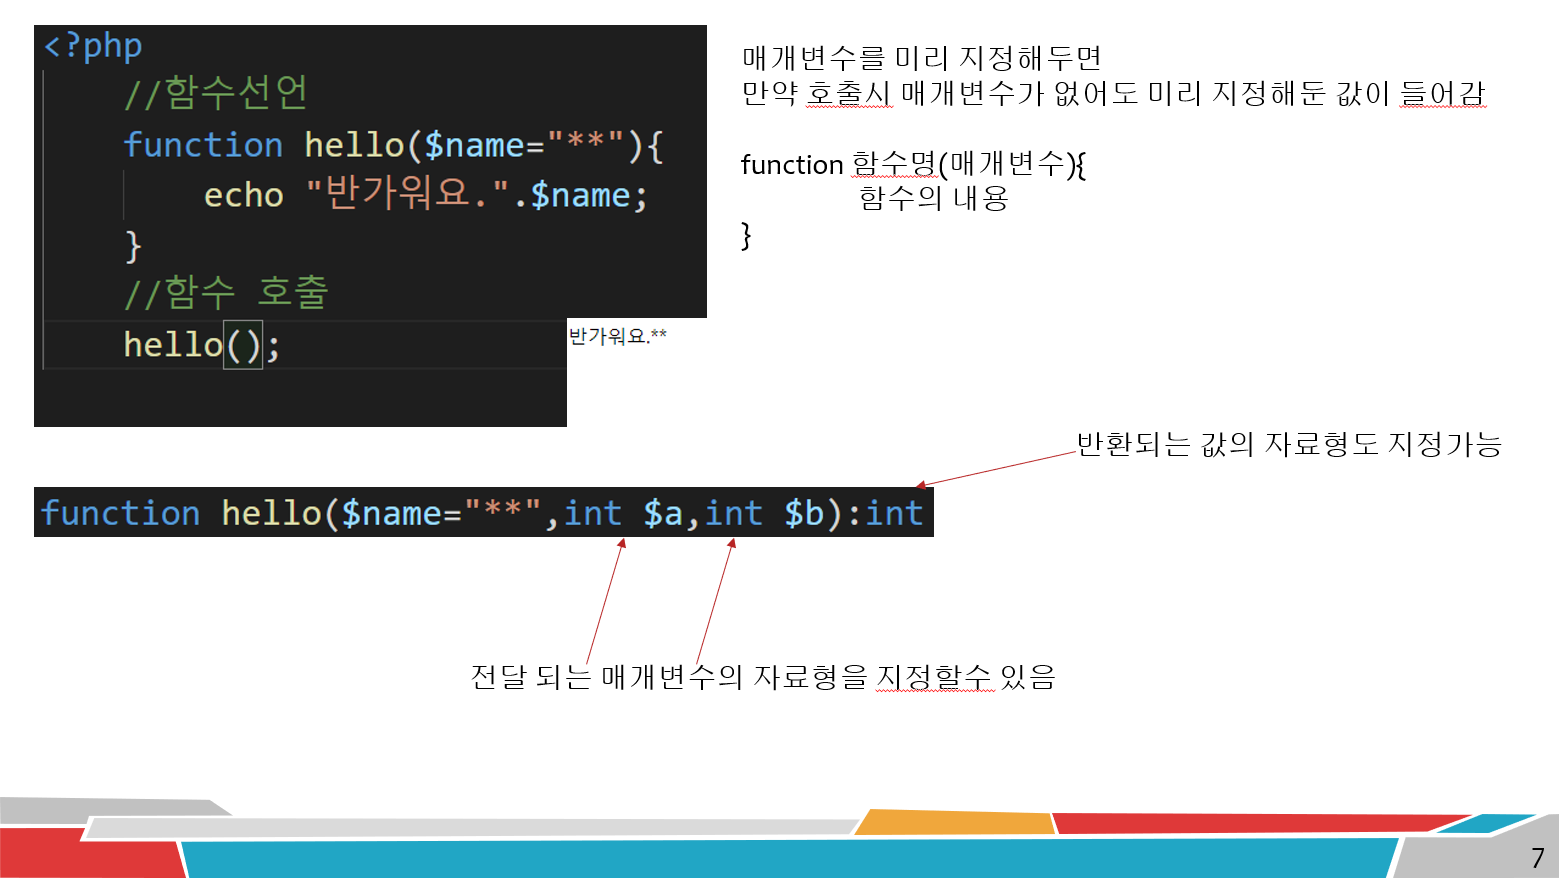 <?php
//함수선언
function hello($name="**"){
echo "반가워요.".$name;
}
//함수 호출
hello();
반가워요.**
매개변수를 미리 지정해두면
만약 호출시 매개변수가 없어도 미리 지정해둔 값이 들어감
function 함수명(매개변수){
함수의 내용
}
반환되는 값의 자료형도 지정가능
function hello($name="**",int $a,int $b):int
전달 되는 매개변수의 자료형을 지정할수 있음
7